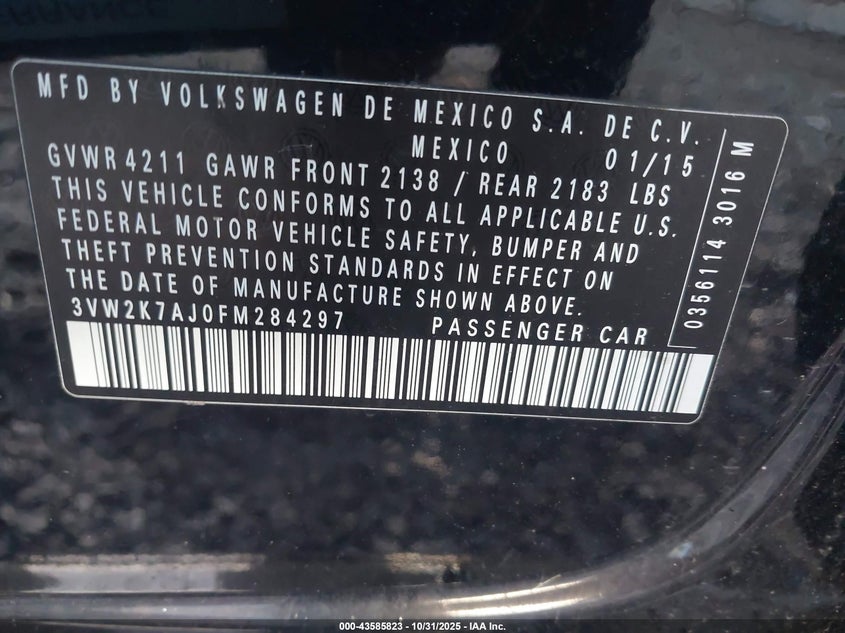 MFD BY VOLKSWAGEN DE MEXICO S.A. DE C.V.
MEXICO 01/15
GVWR 4211 GAWR FRONT 2138 / REAR 2183 LBS
THIS VEHICLE CONFORMS TO ALL APPLICABLE U.S.
FEDERAL MOTOR VEHICLE SAFETY, BUMPER AND
THEFT PREVENTION STANDARDS IN EFFECT ON
THE DATE OF MANUFACTURE SHOWN ABOVE.
3VW2K7AJ0FM284297 PASSENGER CAR
0356114 3016 M
000-43585823 - 10/31/2025 - IAA Inc.